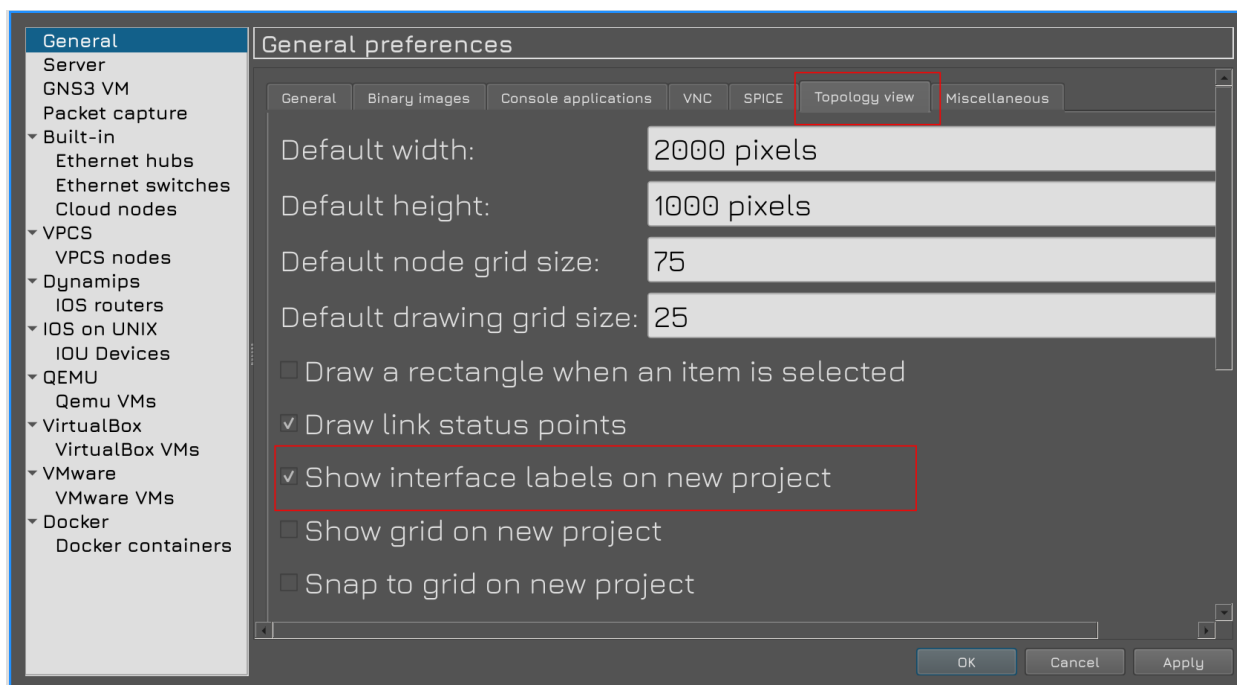 General
Server
GNS3 VM
Packet capture
Built-in
Ethernet hubs
Ethernet switches
Cloud nodes
VPCS
VPCS nodes
Dynamips
IOS routers
IOS on UNIX
IOU Devices
QEMU
Qemu VMs
VirtualBox
VirtualBox VMs
VMware
VMware VMs
Docker
Docker containers
General preferences
General Binary images Console applications VNC SPICE Topology view Miscellaneous
Default width: 2000 pixels
Default height: 1000 pixels
Default node grid size: 75
Default drawing grid size: 25
Draw a rectangle when an item is selected
Draw link status points
Show interface labels on new project
Show grid on new project
Snap to grid on new project
OK Cancel Apply